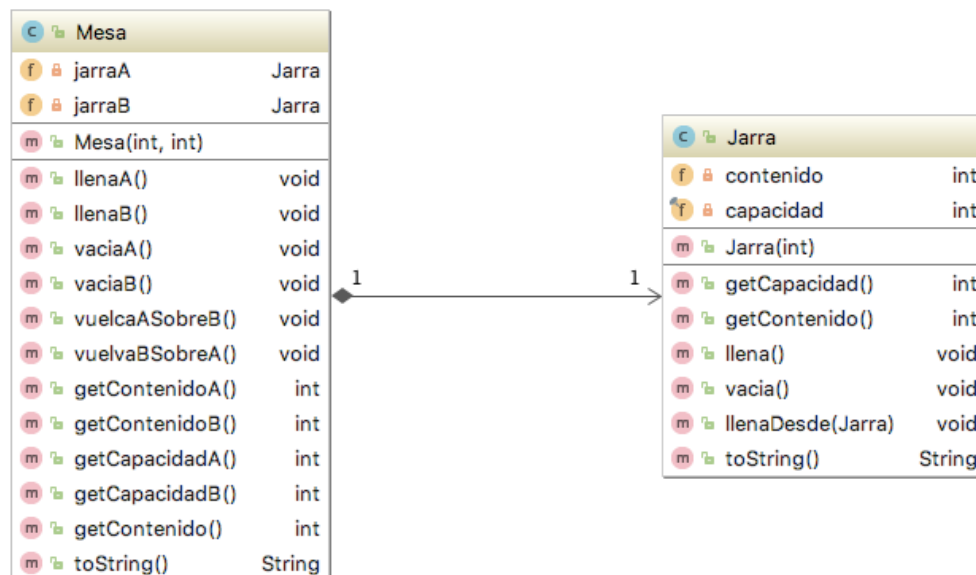 Mesa
jarraA Jarra
jarraB Jarra
Mesa(int, int)
llenaA() void
llenaB() void
vaciaA() void
vaciaB() void
vuelcaASobreB() void
vuelvaBSobreA() void
getContenidoA() int
getContenidoB() int
getCapacidadA() int
getCapacidadB() int
getContenido() int
toString() String
1 1
Jarra
contenido int
capacidad int
Jarra(int)
getCapacidad() int
getContenido() int
llena() void
vacia() void
llenaDesde(Jarra) void
toString() String